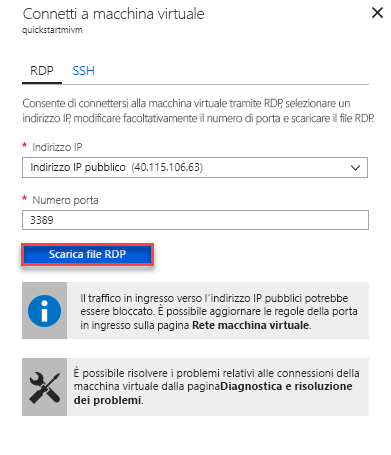 Connetti a macchina virtuale
quickstartmivm
RDP SSH
Consente di connettersi alla macchina virtuale tramite RDP, selezionare un
indirizzo IP, modificare facoltativamente il numero di porta e scaricare il file RDP.
* Indirizzo IP
Indirizzo IP pubblico (40.115.106.63)
* Numero porta
3389
Scarica file RDP
Il traffico in ingresso verso l'indirizzo IP pubblici potrebbe
essere bloccato. È possibile aggiornare le regole della porta
in ingresso sulla pagina Rete macchina virtuale.
È possibile risolvere i problemi relativi alle connessioni della
macchina virtuale dalla paginaDiagnostica e risoluzione
dei problemi.